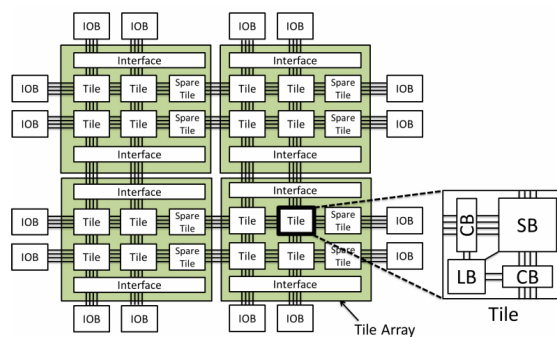 IOB IOB IOB IOB
Interface Interface
IOB Tile Tile Spare Tile Tile Tile Spare Tile IOB
IOB Tile Tile Spare Tile Tile Tile Spare Tile IOB
Interface Interface
Interface Interface
IOB Tile Tile Spare Tile Tile Tile Spare Tile IOB
IOB Tile Tile Spare Tile Tile Tile Spare Tile IOB
Interface Interface
IOB IOB IOB IOB
Tile Array
CB SB
LB CB
Tile